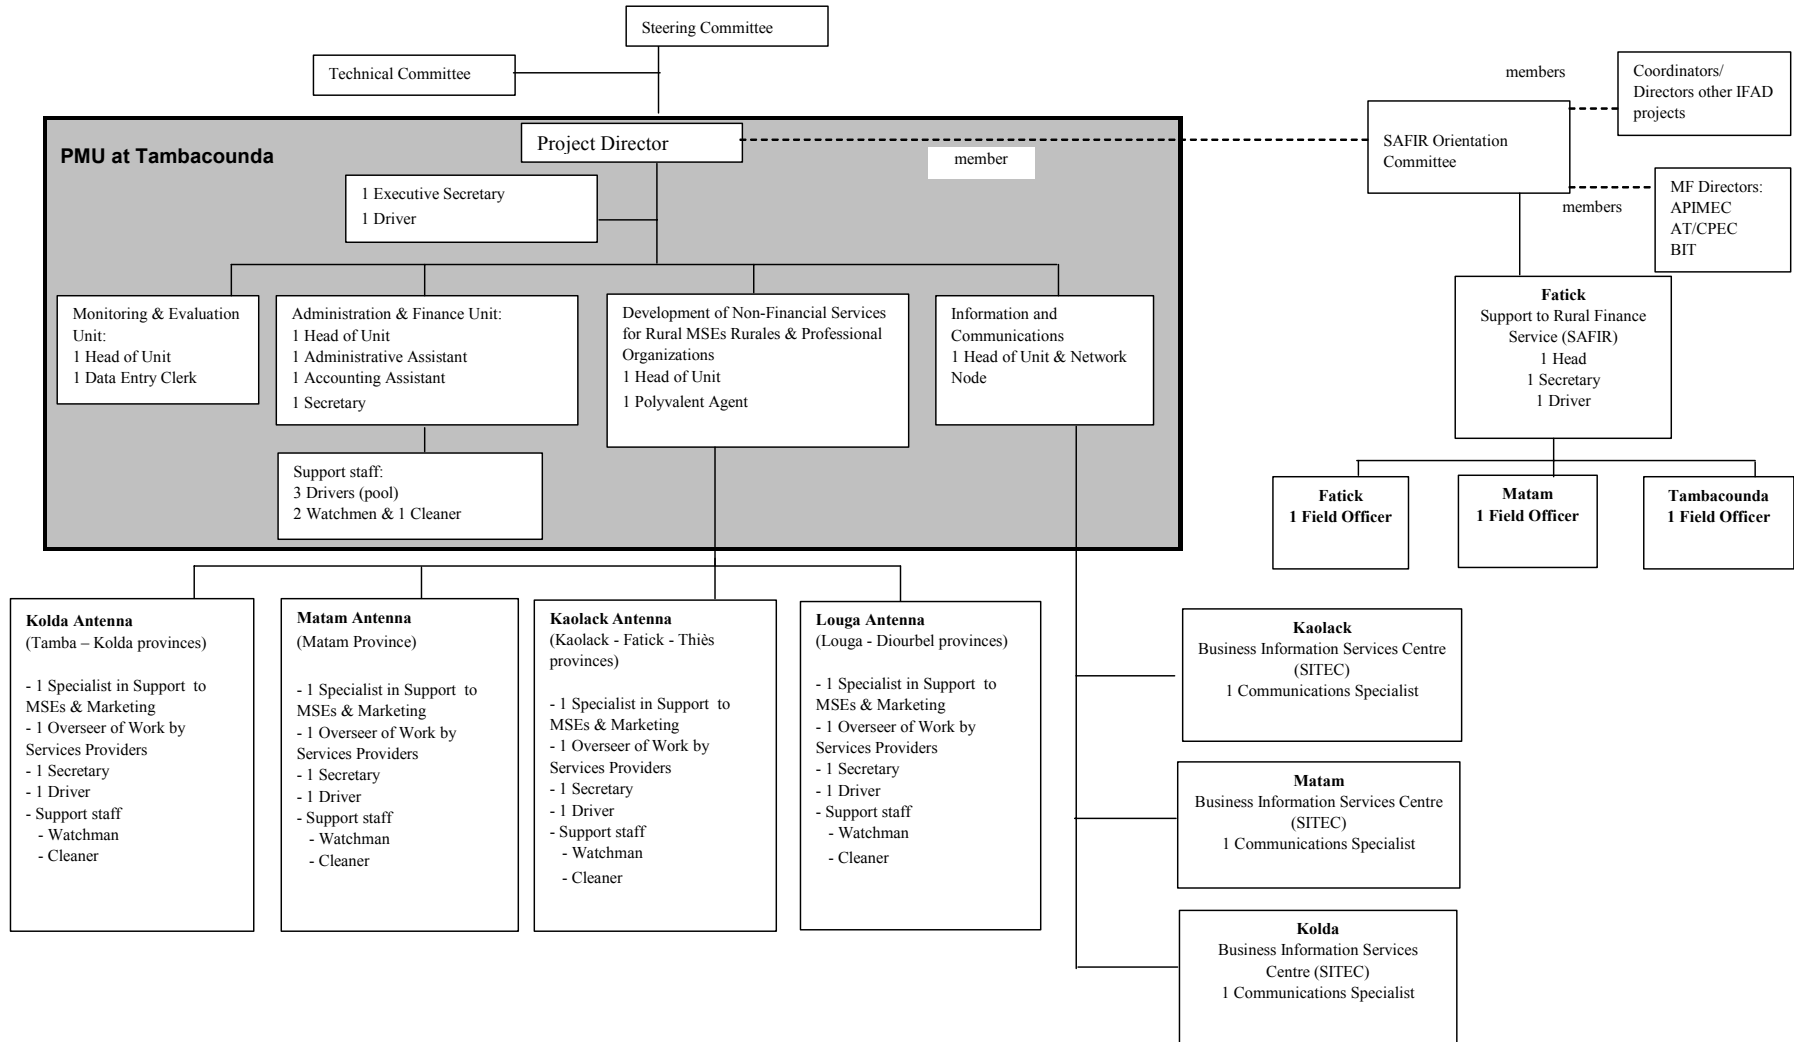 Steering Committee
Technical Committee
members
Coordinators/
Directors other IFAD
projects
PMU at Tambacounda
Project Director
member
SAFIR Orientation
Committee
members
MF Directors:
APIMEC
AT/CPEC
BIT
1 Executive Secretary
1 Driver
Monitoring & Evaluation
Unit:
1 Head of Unit
1 Data Entry Clerk
Administration & Finance Unit:
1 Head of Unit
1 Administrative Assistant
1 Accounting Assistant
1 Secretary
Development of Non-Financial Services
for Rural MSEs Rurales & Professional
Organizations
1 Head of Unit
1 Polyvalent Agent
Information and
Communications
1 Head of Unit & Network
Node
Fatick
Support to Rural Finance
Service (SAFIR)
1 Head
1 Secretary
1 Driver
Support staff:
3 Drivers (pool)
2 Watchmen & 1 Cleaner
Fatick
1 Field Officer
Matam
1 Field Officer
Tambacounda
1 Field Officer
Kolda Antenna
(Tamba – Kolda provinces)
- 1 Specialist in Support to
MSEs & Marketing
- 1 Overseer of Work by
Services Providers
- 1 Secretary
- 1 Driver
- Support staff
- Watchman
- Cleaner
Matam Antenna
(Matam Province)
- 1 Specialist in Support to
MSEs & Marketing
- 1 Overseer of Work by
Services Providers
- 1 Secretary
- 1 Driver
- Support staff
- Watchman
- Cleaner
Kaolack Antenna
(Kaolack - Fatick - Thiès
provinces)
- 1 Specialist in Support to
MSEs & Marketing
- 1 Overseer of Work by
Services Providers
- 1 Secretary
- 1 Driver
- Support staff
- Watchman
- Cleaner
Louga Antenna
(Louga - Diourbel provinces)
- 1 Specialist in Support to
MSEs & Marketing
- 1 Overseer of Work by
Services Providers
- 1 Secretary
- 1 Driver
- Support staff
- Watchman
- Cleaner
Kaolack
Business Information Services Centre
(SITEC)
1 Communications Specialist
Matam
Business Information Services Centre
(SITEC)
1 Communications Specialist
Kolda
Business Information Services
Centre (SITEC)
1 Communications Specialist